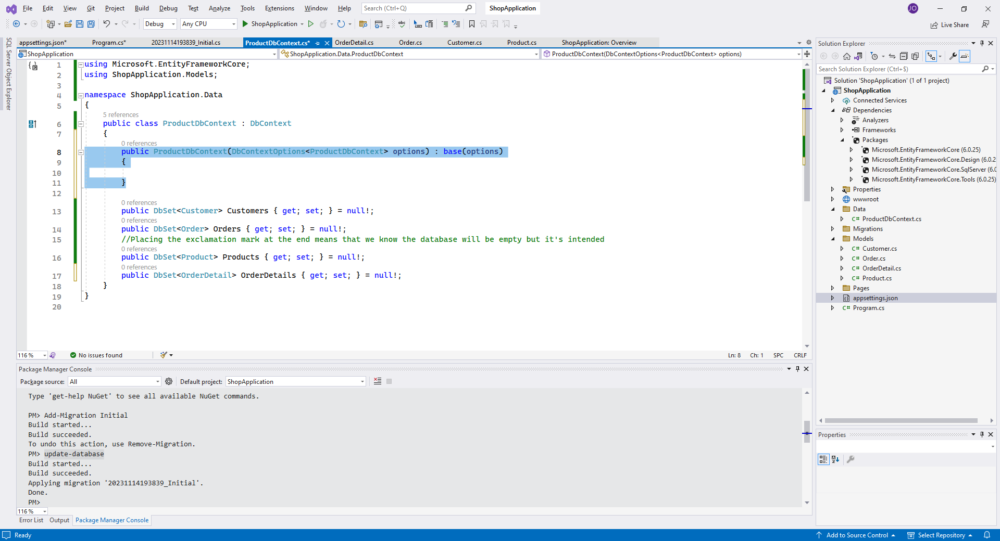 File Edit View Git Project Build Debug Test Analyze Tools Extensions Window Help Search (Ctrl+Q) ShopApplication JO
Debug Any CPU ShopApplication Live Share
SQL Server Object Explorer
appsettings.json* Program.cs* 20231114193839_Initial.cs ProductDbContext.cs* OrderDetail.cs Order.cs Customer.cs Product.cs ShopApplication: Overview
ShopApplication ShopApplication.Data.ProductDbContext ProductDbContext(DbContextOptions<ProductDbContext> options)
1 using Microsoft.EntityFrameworkCore;
2 using ShopApplication.Models;
3
4 namespace ShopApplication.Data
5 {
5 references
6 public class ProductDbContext : DbContext
7 {
0 references
8 public ProductDbContext(DbContextOptions<ProductDbContext> options) : base(options)
9 {
10
11 }
12
0 references
13 public DbSet<Customer> Customers { get; set; } = null!;
0 references
14 public DbSet<Order> Orders { get; set; } = null!;
15 //Placing the exclamation mark at the end means that we know the database will be empty but it's intended
0 references
16 public DbSet<Product> Products { get; set; } = null!;
0 references
17 public DbSet<OrderDetail> OrderDetails { get; set; } = null!;
18 }
19 }
20
116 % No issues found Ln: 8 Ch: 1 SPC CRLF
Package Manager Console
Package source: All Default project: ShopApplication
Type 'get-help NuGet' to see all available NuGet commands.
PM> Add-Migration Initial
Build started...
Build succeeded.
To undo this action, use Remove-Migration.
PM> update-database
Build started...
Build succeeded.
Applying migration '20231114193839_Initial'.
Done.
PM>
116 %
Error List Output Package Manager Console
Solution Explorer
Search Solution Explorer (Ctrl+$)
Solution 'ShopApplication' (1 of 1 project)
ShopApplication
Connected Services
Dependencies
Analyzers
Frameworks
Packages
Microsoft.EntityFrameworkCore (6.0.25)
Microsoft.EntityFrameworkCore.Design (6.0.2
Microsoft.EntityFrameworkCore.SqlServer (6.0
Microsoft.EntityFrameworkCore.Tools (6.0.25)
Properties
wwwroot
Data
C# ProductDbContext.cs
Migrations
Models
C# Customer.cs
C# Order.cs
C# OrderDetail.cs
C# Product.cs
Pages
appsettings.json
C# Program.cs
Properties
Ready Add to Source Control Select Repository